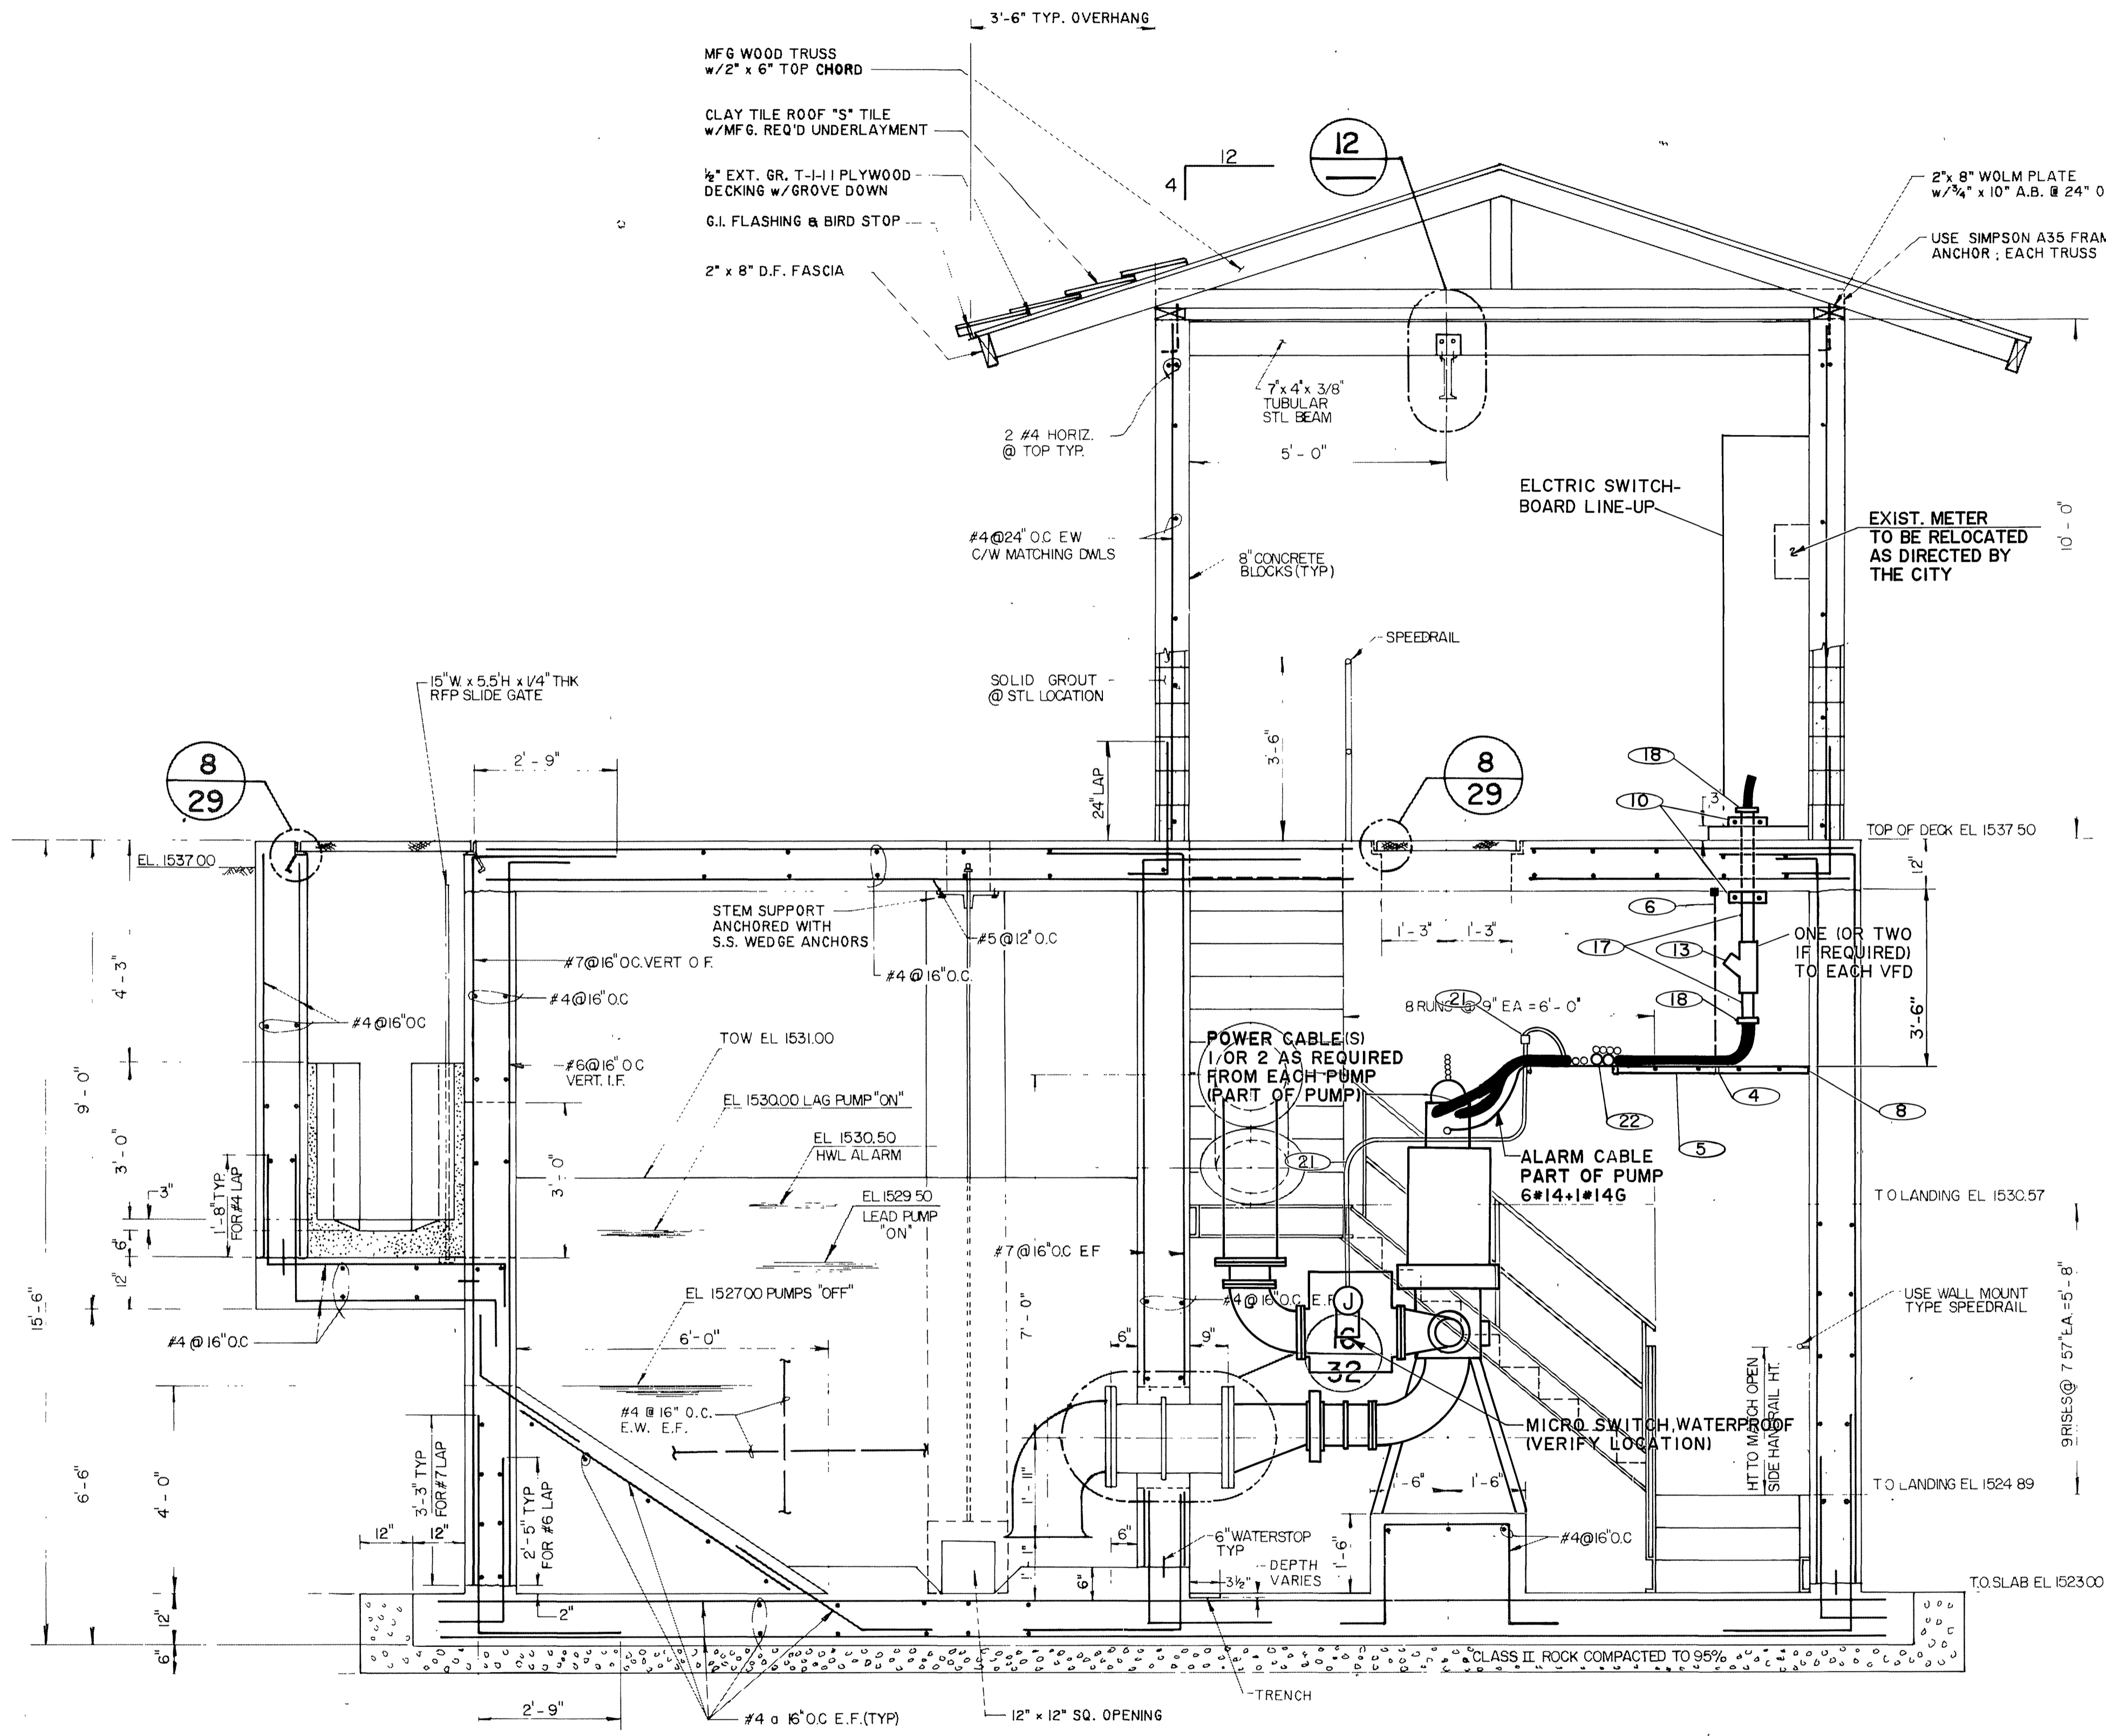 3'-6" TYP. OVERHANG
MFG WOOD TRUSS
w/2" x 6" TOP CHORD
CLAY TILE ROOF "S" TILE
w/MFG. REQ'D UNDERLAYMENT
½" EXT. GR. T-1-11 PLYWOOD
DECKING w/GROVE DOWN
G.I. FLASHING & BIRD STOP
2" x 8" D.F. FASCIA
12
4
12
2"x 8" WOLM PLATE
w/¾" x 10" A.B. @ 24" O
USE SIMPSON A35 FRAM
ANCHOR ; EACH TRUSS
7"x 4"x 3/8"
TUBULAR
STL BEAM
2 #4 HORIZ.
@ TOP TYP.
5'-0"
ELCTRIC SWITCH-
BOARD LINE-UP
EXIST. METER
TO BE RELOCATED
AS DIRECTED BY
THE CITY
10'-0"
#4@24" O.C EW
C/W MATCHING DWLS
8" CONCRETE
BLOCKS (TYP)
SPEEDRAIL
15"W. x 5.5'H x 1/4" THK
RFP SLIDE GATE
SOLID GROUT
@ STL LOCATION
3'-6"
24" LAP
8
29
2'-9"
8
29
18
10
3"
TOP OF DECK EL 1537.50
EL. 1537.00
12"
STEM SUPPORT
ANCHORED WITH
S.S. WEDGE ANCHORS
#5@12" O.C
#4@16" O.C.
1'-3"
1'-3"
6
17
13
ONE (OR TWO
IF REQUIRED)
TO EACH VFD
18
3'-6"
#7@16" OC. VERT O F.
#4@16" O.C
#4@16" OC
4'-3"
9'-0"
15'-6"
21
8 RUNS @ 9" EA = 6'-0"
TOW EL 1531.00
#6@16" OC
VERT. I.F.
POWER CABLE(S)
1/OR 2 AS REQUIRED
FROM EACH PUMP
(PART OF PUMP)
EL 1530.00 LAG PUMP "ON"
EL 1530.50
HWL ALARM
4
8
22
5
3'-0"
3'-0"
3"
1'-8" TYP.
FOR #4 LAP
6"
12"
21
ALARM CABLE
PART OF PUMP
6#14+1#14G
EL 1529.50
LEAD PUMP
"ON"
T O LANDING EL 1530.57
#7@16" O.C EF
EL 1527.00 PUMPS "OFF"
#4@16" O.C. E.F
J
16
32
USE WALL MOUNT
TYPE SPEEDRAIL
7'-0"
#4@16" O.C
6'-0"
6"
9"
#4@16" O.C.
E.W. E.F.
MICRO SWITCH, WATERPROOF
(VERIFY LOCATION)
HT TO MATCH OPEN
SIDE HANDRAIL HT.
9 RISES @ 7.57" EA. = 5'-8"
6'-6"
4'-0"
3'-3" TYP
FOR #7 LAP
2'-5" TYP
FOR #6 LAP
12"
12"
1'-11"
1'-1"
1'-6"
1'-6"
T O LANDING EL 1524.89
6"
6" WATERSTOP
TYP
DEPTH
VARIES
3½"
1'-6"
#4@16" O.C
6"
T.O. SLAB EL 1523.00
2"
12"
6"
CLASS II ROCK COMPACTED TO 95%
2'-9"
#4 @ 16" O.C E.F. (TYP)
12" x 12" SQ. OPENING
TRENCH